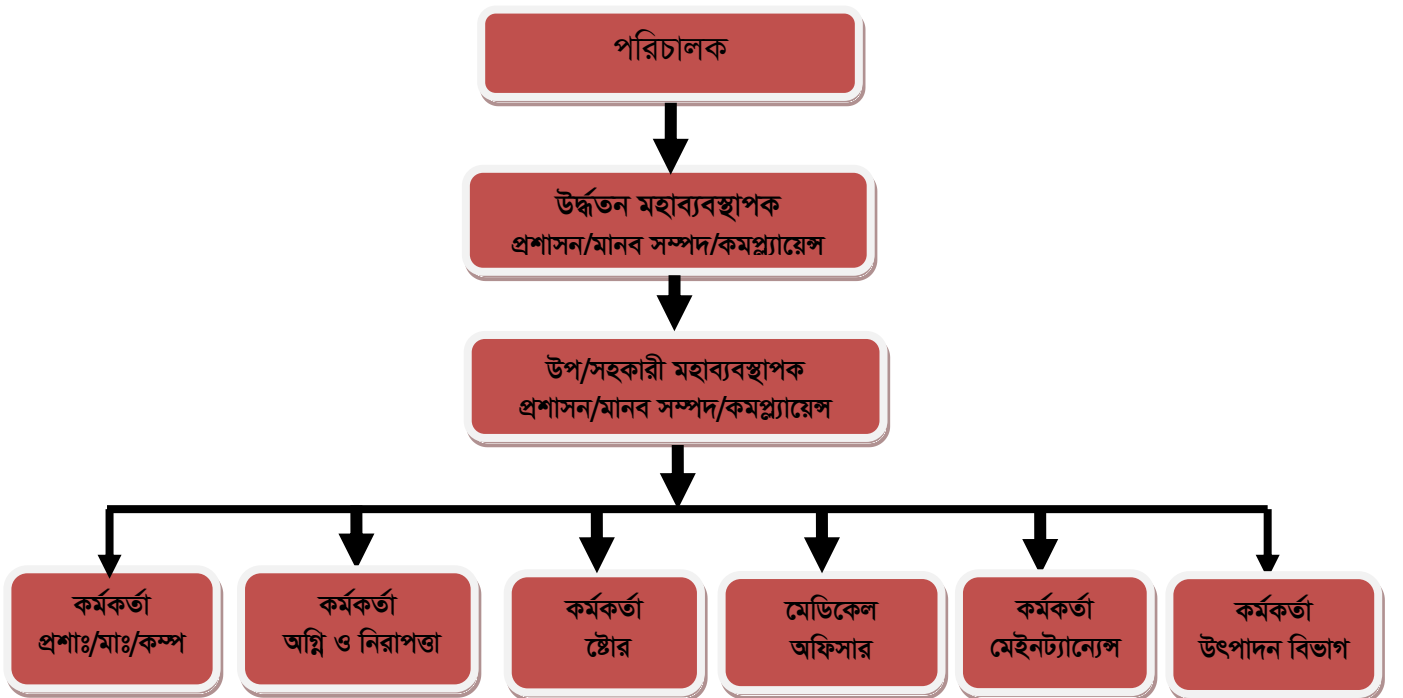 পরিচালক
উর্দ্ধতন মহাব্যবস্থাপক
প্রশাসন/মানব সম্পদ/কমপ্ল্যায়েন্স
উপ/সহকারী মহাব্যবস্থাপক
প্রশাসন/মানব সম্পদ/কমপ্ল্যায়েন্স
কর্মকর্তা
প্রশাঃ/মাঃ/কম্প
কর্মকর্তা
অগ্নি ও নিরাপত্তা
কর্মকর্তা
ষ্টোর
মেডিকেল
অফিসার
কর্মকর্তা
মেইনট্যান্যেন্স
কর্মকর্তা
উৎপাদন বিভাগ